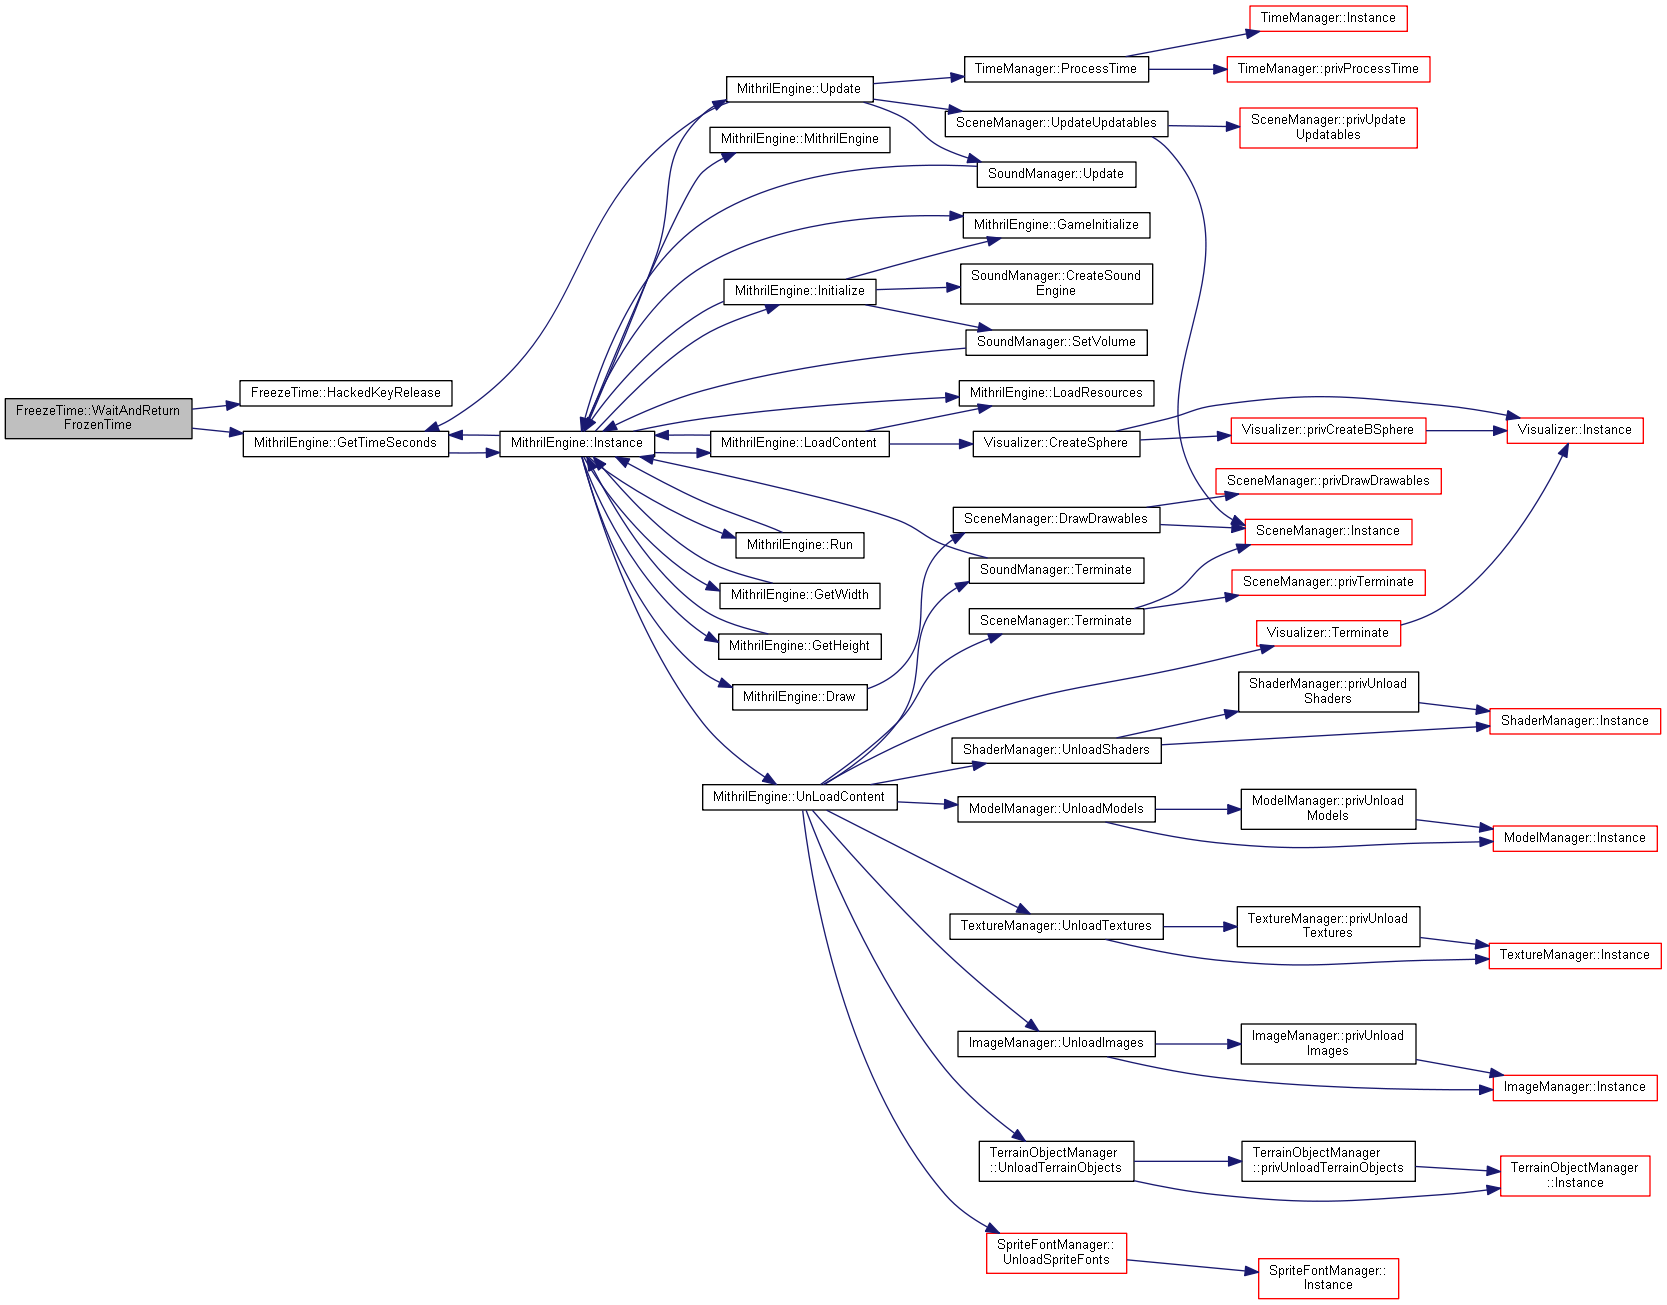 FreezeTime::WaitAndReturn
FrozenTime
FreezeTime::HackedKeyRelease
MithrilEngine::GetTimeSeconds
MithrilEngine::Instance
MithrilEngine::Update
MithrilEngine::MithrilEngine
MithrilEngine::Initialize
MithrilEngine::LoadContent
MithrilEngine::Run
MithrilEngine::GetWidth
MithrilEngine::GetHeight
MithrilEngine::Draw
MithrilEngine::UnLoadContent
TimeManager::ProcessTime
SceneManager::UpdateUpdatables
SoundManager::Update
MithrilEngine::GameInitialize
SoundManager::CreateSound
Engine
SoundManager::SetVolume
MithrilEngine::LoadResources
Visualizer::CreateSphere
SceneManager::DrawDrawables
SoundManager::Terminate
SceneManager::Terminate
ShaderManager::UnloadShaders
ModelManager::UnloadModels
TextureManager::UnloadTextures
ImageManager::UnloadImages
TerrainObjectManager
::UnloadTerrainObjects
SpriteFontManager::
UnloadSpriteFonts
TimeManager::Instance
TimeManager::privProcessTime
SceneManager::privUpdate
Updatables
Visualizer::privCreateBSphere
SceneManager::privDrawDrawables
SceneManager::Instance
SceneManager::privTerminate
Visualizer::Terminate
ShaderManager::privUnload
Shaders
ModelManager::privUnload
Models
TextureManager::privUnload
Textures
ImageManager::privUnload
Images
TerrainObjectManager
::privUnloadTerrainObjects
SpriteFontManager::
Instance
Visualizer::Instance
ShaderManager::Instance
ModelManager::Instance
TextureManager::Instance
ImageManager::Instance
TerrainObjectManager
::Instance